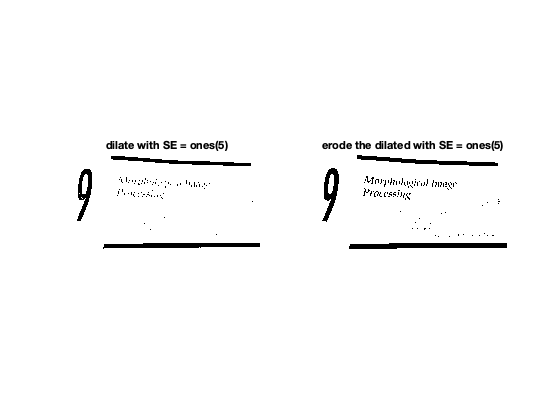 dilate with SE = ones(5)
erode the dilated with SE = ones(5)
9
Morphological Image
Processing
9
Morphological Image
Processing